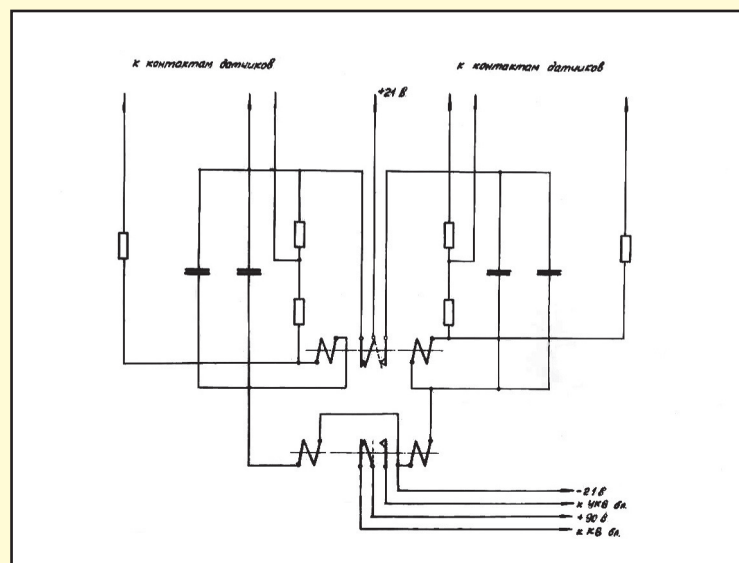 к контактам датчиков
к контактам датчиков
+21 в
-21 в
к УКВ бл.
+90 в
к КВ бл.